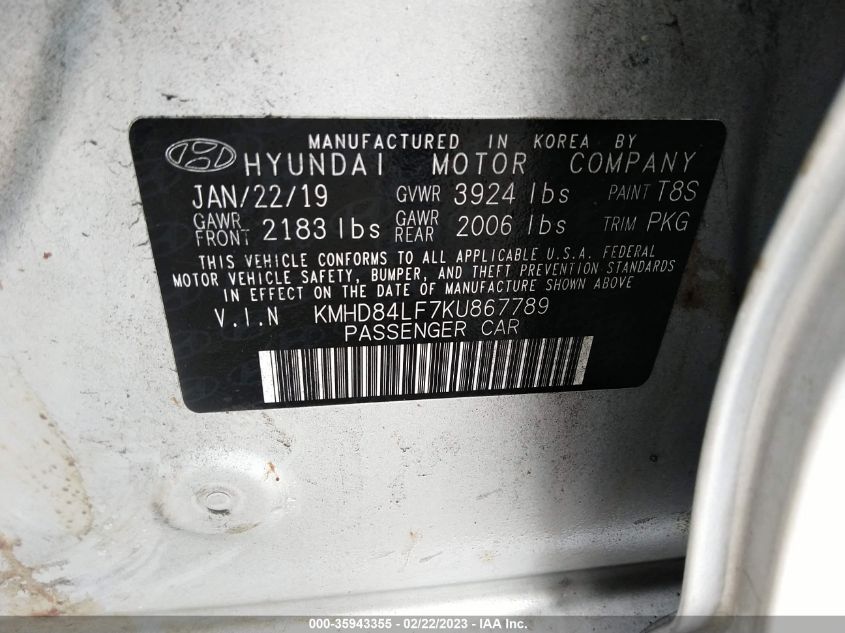 MANUFACTURED IN KOREA BY
HYUNDAI MOTOR COMPANY
JAN/22/19 GVWR 3924 lbs PAINT T8S
GAWR FRONT 2183 lbs GAWR REAR 2006 lbs TRIM PKG
THIS VEHICLE CONFORMS TO ALL APPLICABLE U.S.A. FEDERAL
MOTOR VEHICLE SAFETY, BUMPER, AND THEFT PREVENTION STANDARDS
IN EFFECT ON THE DATE OF MANUFACTURE SHOWN ABOVE
V.I.N KMHD84LF7KU867789
PASSENGER CAR
000-35943355 - 02/22/2023 - IAA Inc.